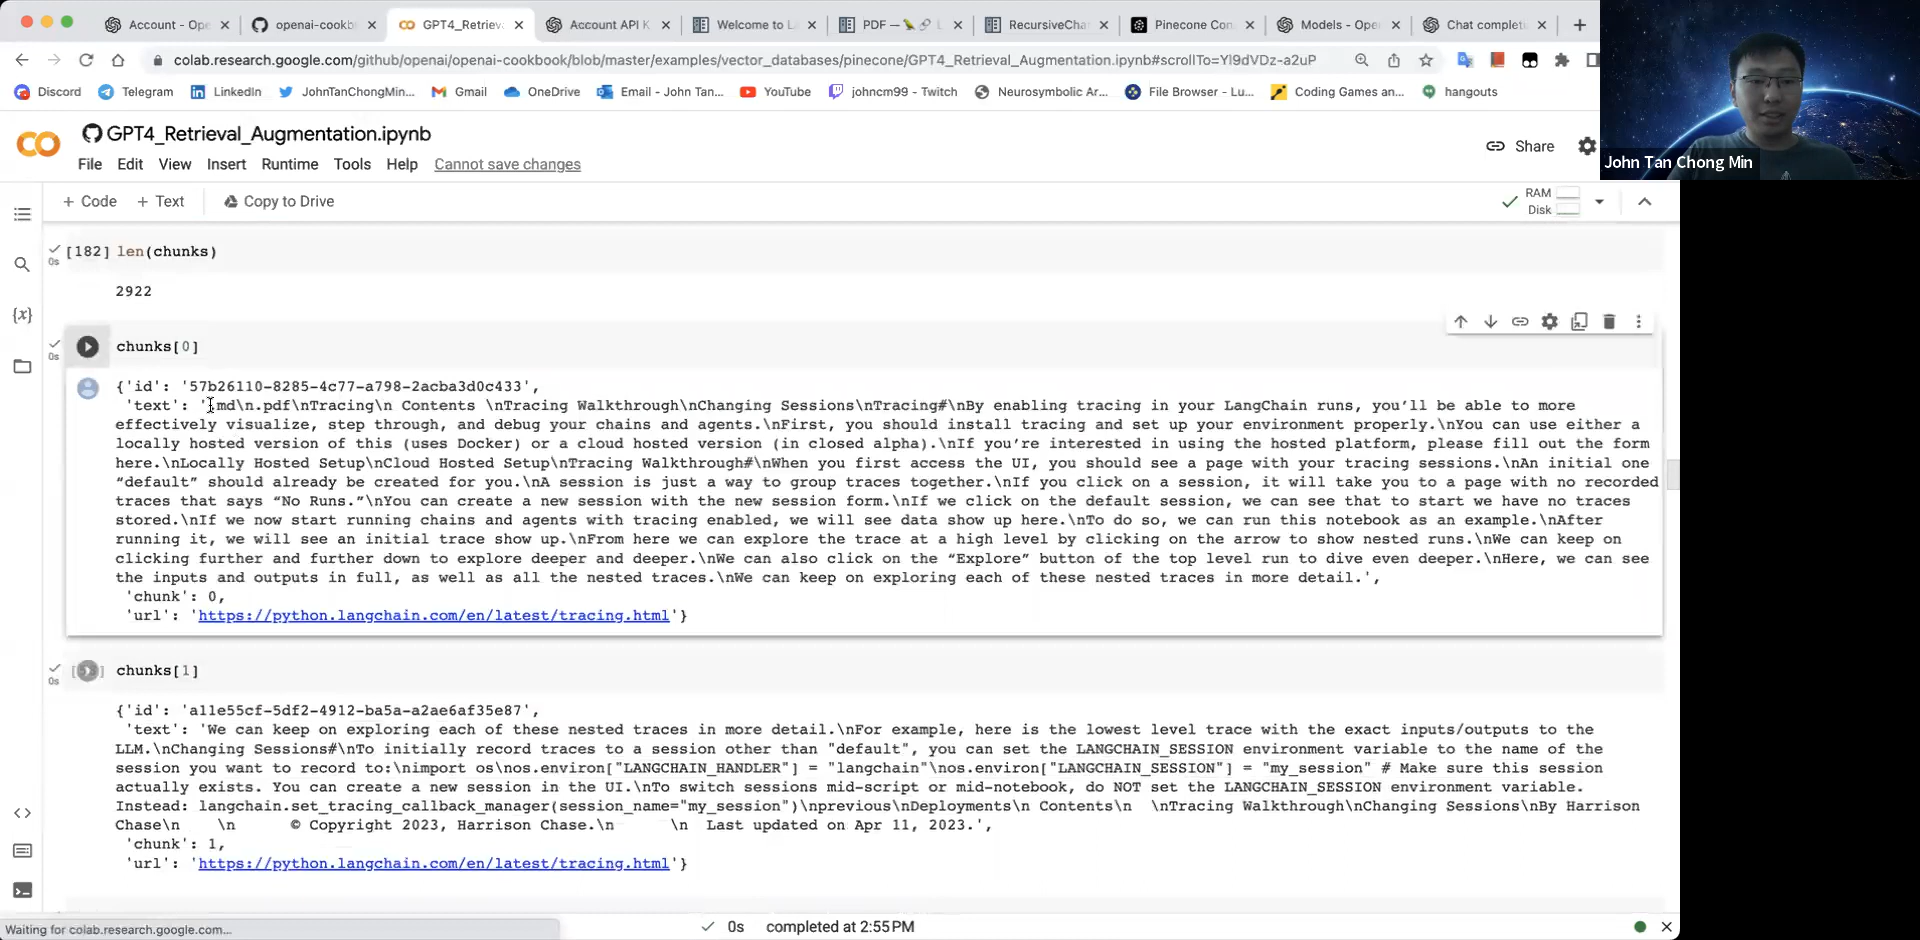 Account - Ope
openai-cookb
GPT4_Retriev
Account API K
Welcome to L
PDF —
RecursiveCha
Pinecone Con
Models - Ope
Chat complet
colab.research.google.com/github/openai/openai-cookbook/blob/master/examples/vector_databases/pinecone/GPT4_Retrieval_Augmentation.ipynb#scrollTo=Yl9dVDz-a2uP
Discord
Telegram
LinkedIn
JohnTanChongMin...
Gmail
OneDrive
Email - John Tan...
YouTube
johncm99 - Twitch
Neurosymbolic Ar...
File Browser - Lu...
Coding Games an...
hangouts
John Tan Chong Min
GPT4_Retrieval_Augmentation.ipynb
File Edit View Insert Runtime Tools Help Cannot save changes
Share
+ Code + Text Copy to Drive
RAM
Disk
[182] len(chunks)
0s
2922
chunks[0]
0s
{'id': '57b26110-8285-4c77-a798-2acba3d0c433',
'text': '.md\n.pdf\nTracing\n Contents \nTracing Walkthrough\nChanging Sessions\nTracing#\nBy enabling tracing in your LangChain runs, you’ll be able to more
effectively visualize, step through, and debug your chains and agents.\nFirst, you should install tracing and set up your environment properly.\nYou can use either a
locally hosted version of this (uses Docker) or a cloud hosted version (in closed alpha).\nIf you’re interested in using the hosted platform, please fill out the form
here.\nLocally Hosted Setup\nCloud Hosted Setup\nTracing Walkthrough#\nWhen you first access the UI, you should see a page with your tracing sessions.\nAn initial one
“default” should already be created for you.\nA session is just a way to group traces together.\nIf you click on a session, it will take you to a page with no recorded
traces that says “No Runs.”\nYou can create a new session with the new session form.\nIf we click on the default session, we can see that to start we have no traces
stored.\nIf we now start running chains and agents with tracing enabled, we will see data show up here.\nTo do so, we can run this notebook as an example.\nAfter
running it, we will see an initial trace show up.\nFrom here we can explore the trace at a high level by clicking on the arrow to show nested runs.\nWe can keep on
clicking further and further down to explore deeper and deeper.\nWe can also click on the “Explore” button of the top level run to dive even deeper.\nHere, we can see
the inputs and outputs in full, as well as all the nested traces.\nWe can keep on exploring each of these nested traces in more detail.',
'chunk': 0,
'url': 'https://python.langchain.com/en/latest/tracing.html'}
chunks[1]
0s
{'id': 'a11e55cf-5df2-4912-ba5a-a2ae6af35e87',
'text': 'We can keep on exploring each of these nested traces in more detail.\nFor example, here is the lowest level trace with the exact inputs/outputs to the
LLM.\nChanging Sessions#\nTo initially record traces to a session other than "default", you can set the LANGCHAIN_SESSION environment variable to the name of the
session you want to record to:\nimport os\nos.environ["LANGCHAIN_HANDLER"] = "langchain"\nos.environ["LANGCHAIN_SESSION"] = "my_session" # Make sure this session
actually exists. You can create a new session in the UI.\nTo switch sessions mid-script or mid-notebook, do NOT set the LANGCHAIN_SESSION environment variable.
Instead: langchain.set_tracing_callback_manager(session_name="my_session")\nprevious\nDeployments\n Contents\n \nTracing Walkthrough\nChanging Sessions\nBy Harrison
Chase\n \n © Copyright 2023, Harrison Chase.\n \n Last updated on Apr 11, 2023.',
'chunk': 1,
'url': 'https://python.langchain.com/en/latest/tracing.html'}
Waiting for colab.research.google.com...
0s completed at 2:55 PM